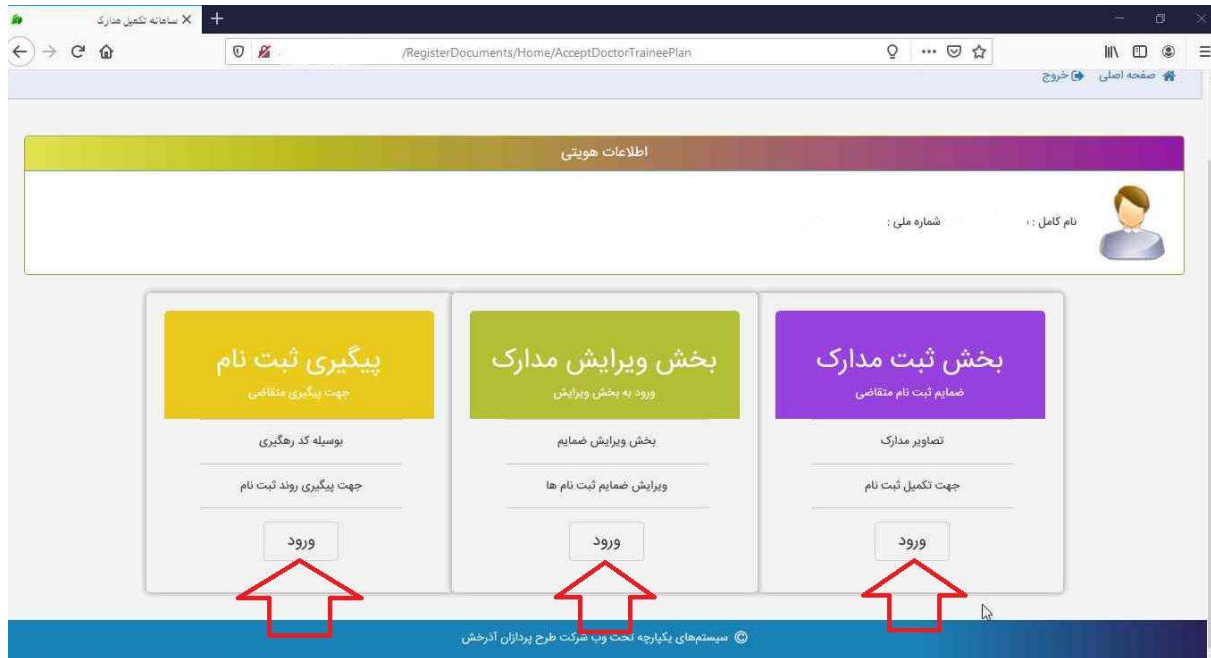 سامانه تکمیل مدارک
/RegisterDocuments/Home/AcceptDoctorTraineePlan
صفحه اصلی خروج
اطلاعات هویتی
نام کامل : شماره ملی :
بخش ثبت مدارک
ضمایم ثبت نام متقاضی
تصاویر مدارک
جهت تکمیل ثبت نام
ورود
بخش ویرایش مدارک
ورود به بخش ویرایش
بخش ویرایش ضمایم
ویرایش ضمایم ثبت نام ها
ورود
پیگیری ثبت نام
جهت پیگیری متقاضی
بوسیله کد رهگیری
جهت پیگیری روند ثبت نام
ورود
© سیستم‌های یکپارچه تحت وب شرکت طرح پردازان آذرخش